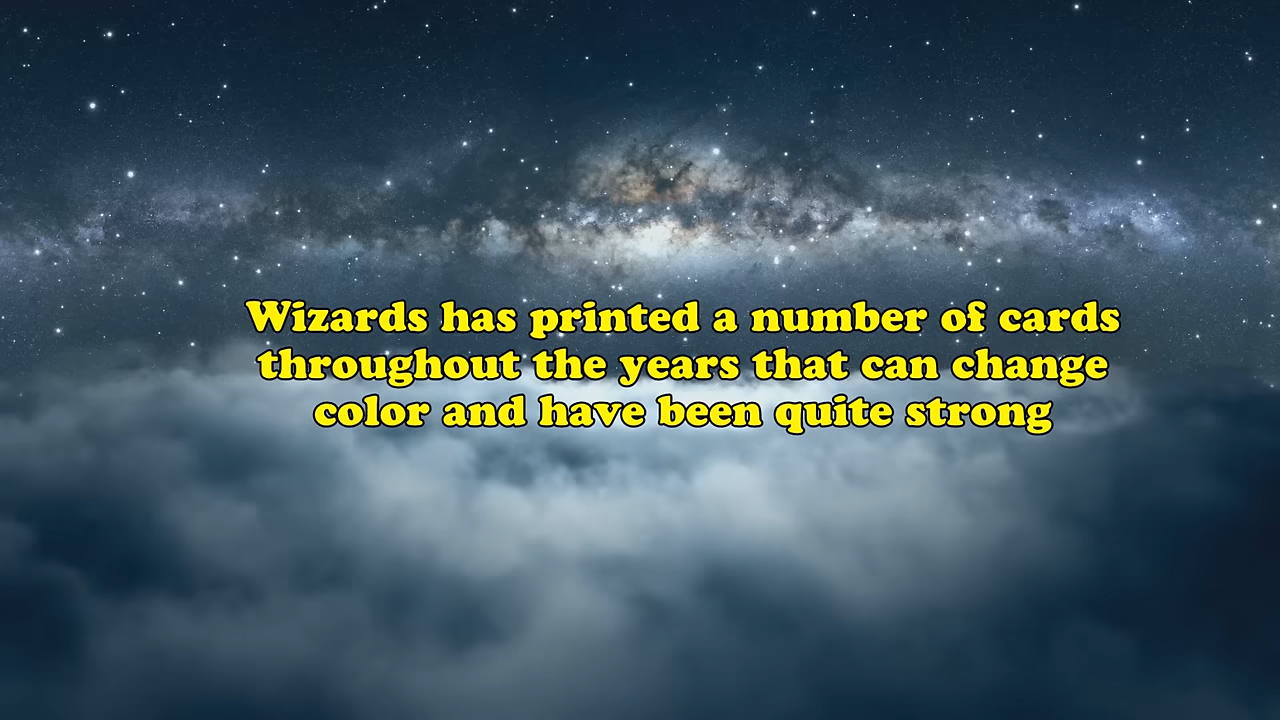 Wizards has printed a number of cards
throughout the years that can change
color and have been quite strong